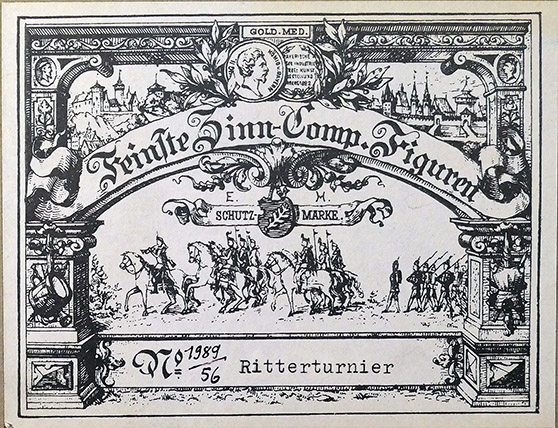 GOLD. MED.
Feinste Zinn-Comp.-Figuren
E. H.
SCHUTZ- MARKE.
No 1989/56 Ritterturnier